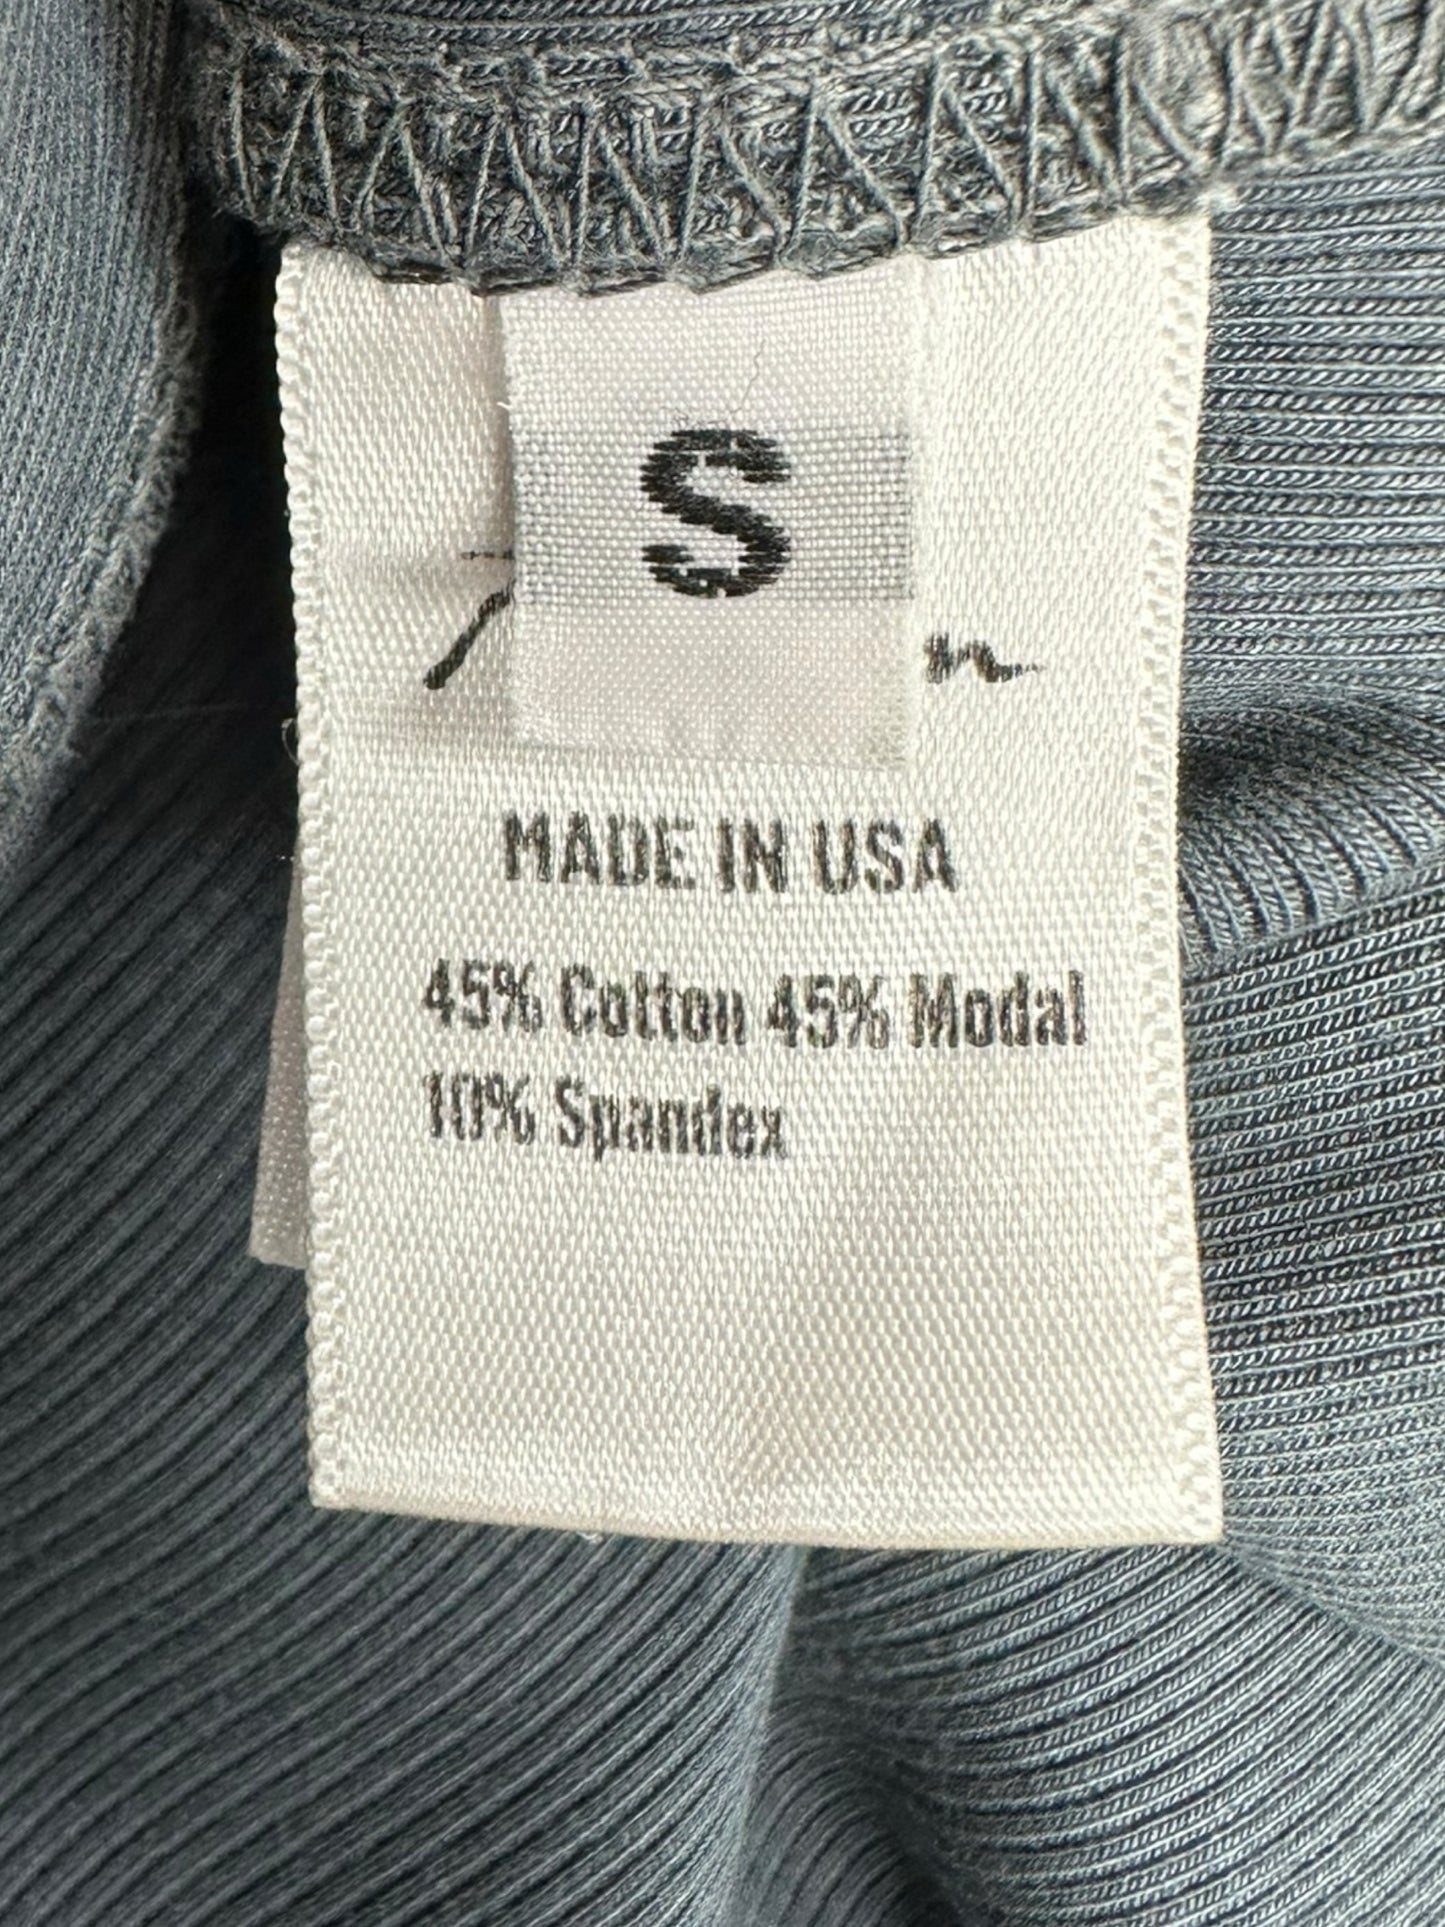 S
MADE IN USA
45% Cotton 45% Modal
10% Spandex